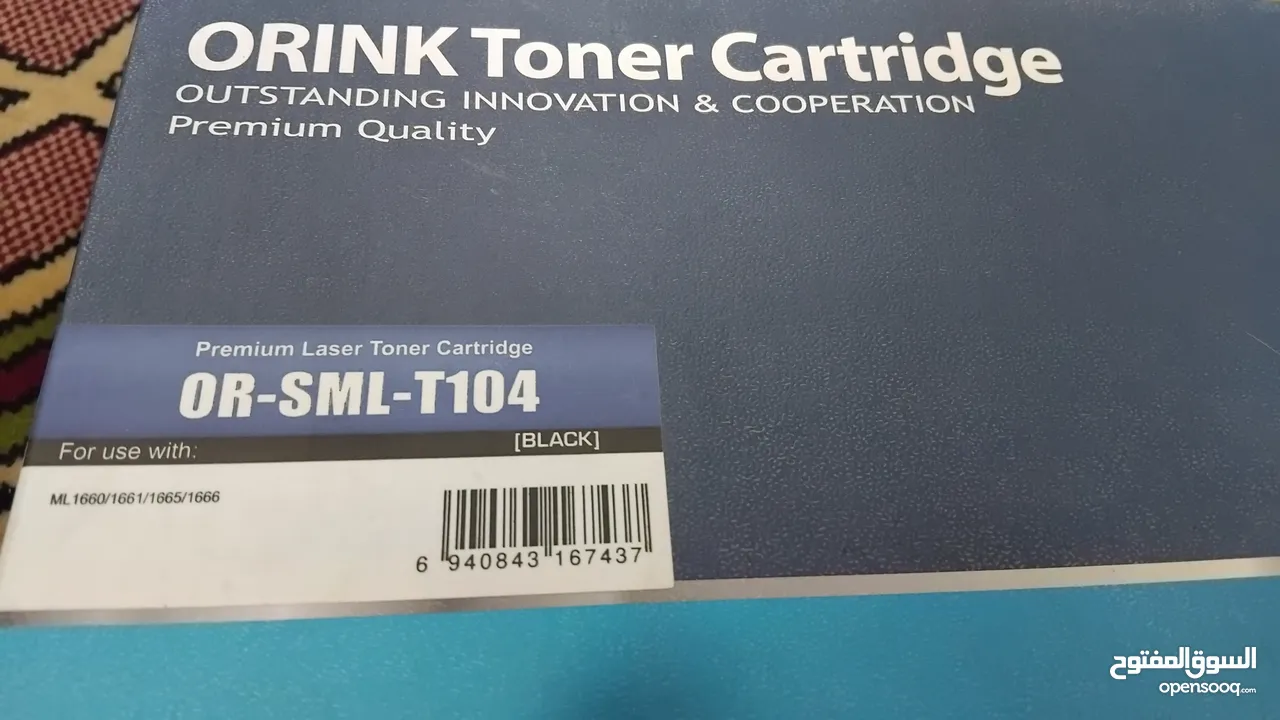 ORINK Toner Cartridge
OUTSTANDING INNOVATION & COOPERATION
Premium Quality
Premium Laser Toner Cartridge
OR-SML-T104
[BLACK]
For use with:
ML1660/1661/1665/1666
6 940843 167437
السوق المفتوح
opensooq.com